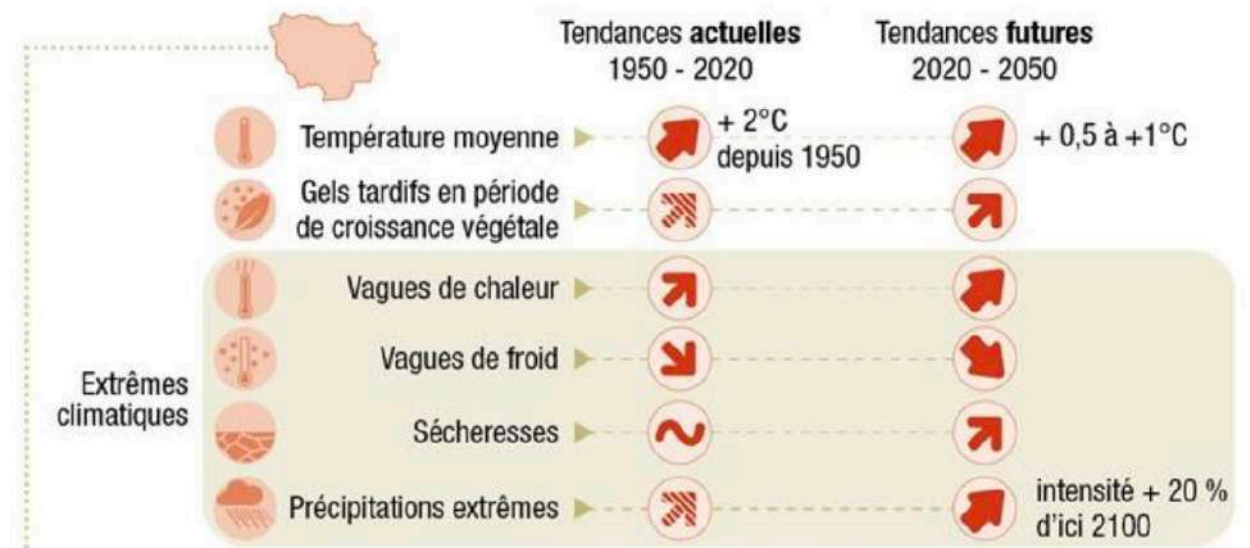 Tendances actuelles
1950 - 2020
Tendances futures
2020 - 2050
Température moyenne
+ 2°C
depuis 1950
+ 0,5 à +1°C
Gels tardifs en période
de croissance végétale
Extrêmes
climatiques
Vagues de chaleur
Vagues de froid
Sécheresses
Précipitations extrêmes
intensité + 20 %
d'ici 2100